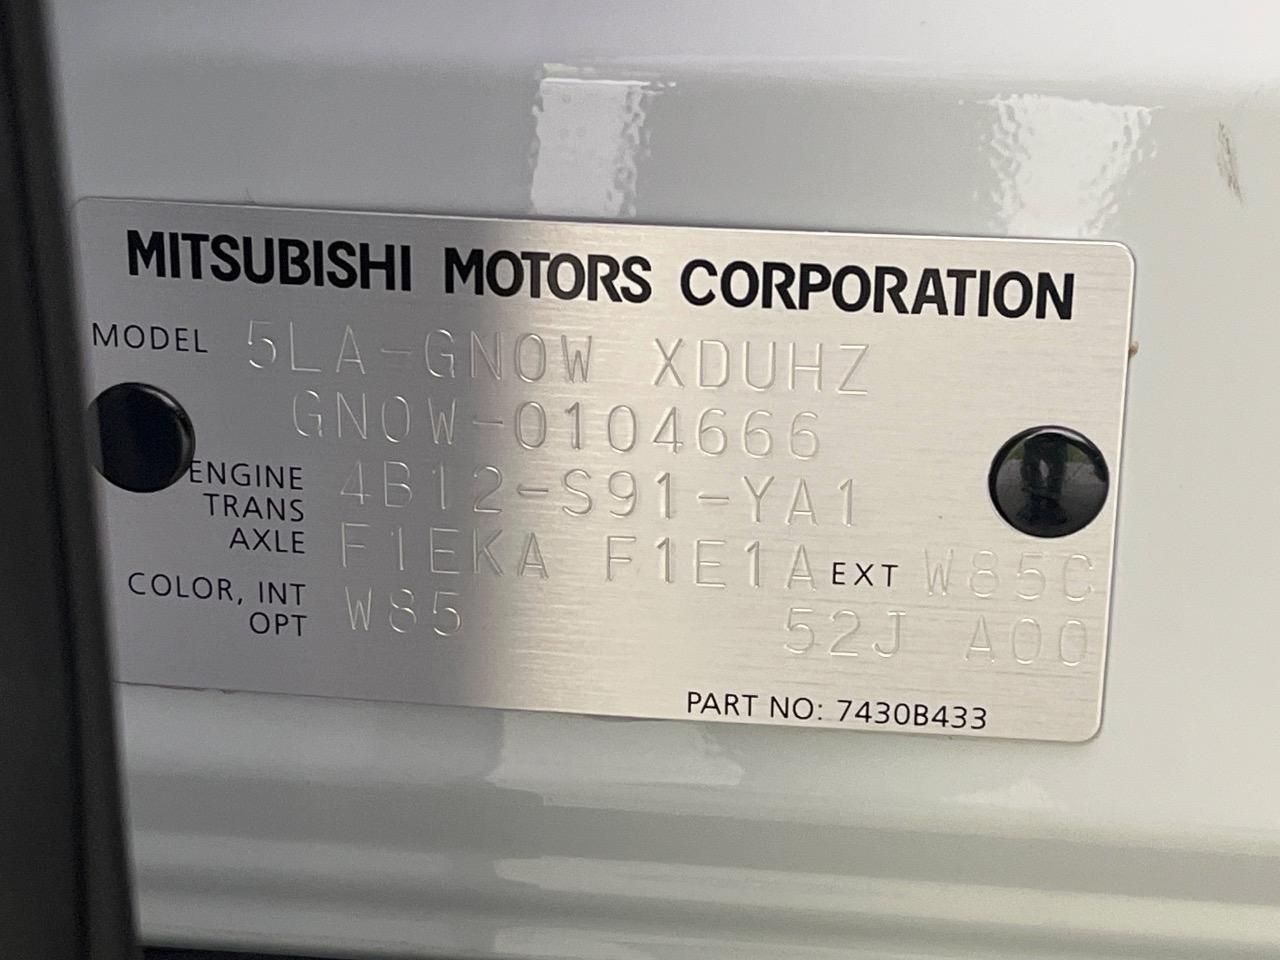 MITSUBISHI MOTORS CORPORATION
MODEL 5LA-GN0W XDUHZ
GN0W-0104666
ENGINE 4B12-S91-YA1
TRANS
AXLE F1EKA F1E1A EXT W85C
COLOR, INT W85
OPT 52J A00
PART NO: 7430B433